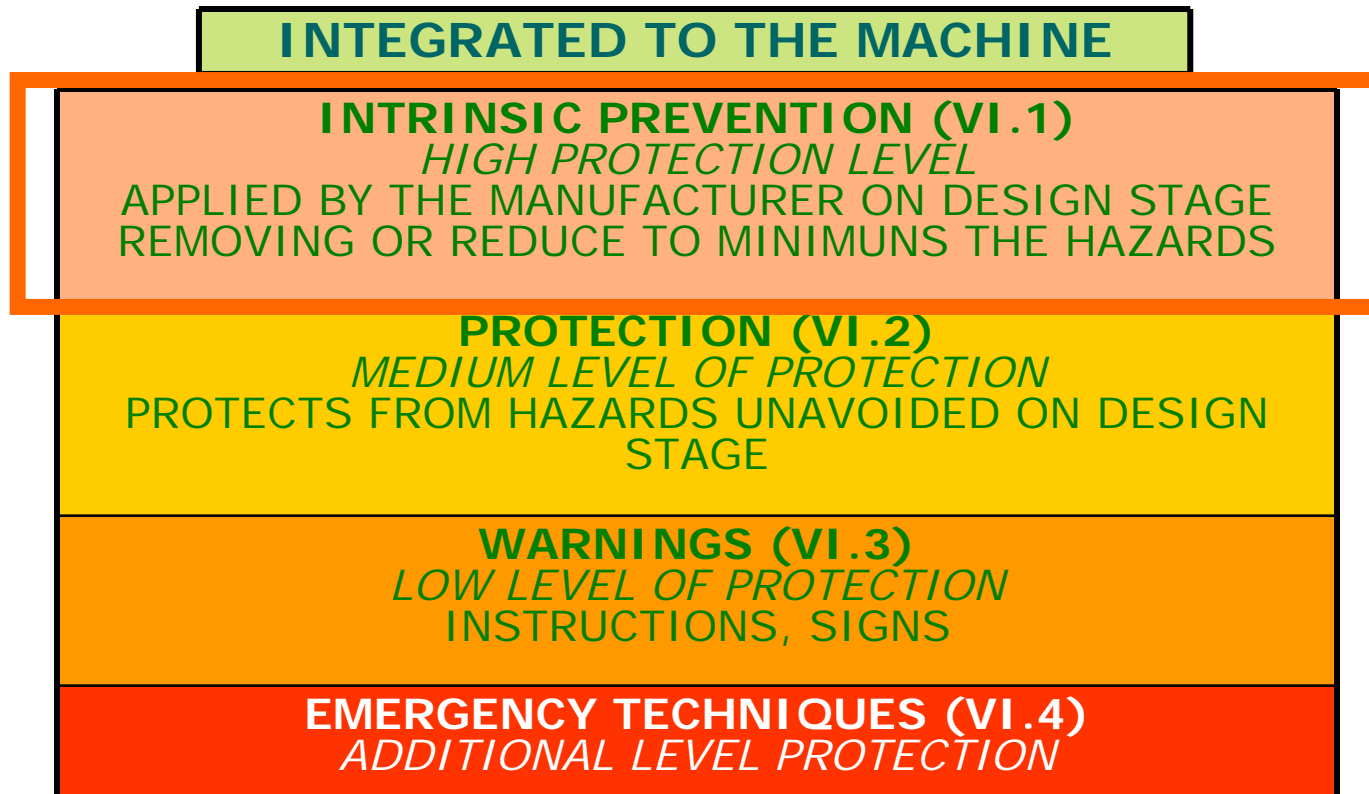 INTEGRATED TO THE MACHINE
INTRINSIC PREVENTION (VI.1)
HIGH PROTECTION LEVEL
APPLIED BY THE MANUFACTURER ON DESIGN STAGE
REMOVING OR REDUCE TO MINIMUNS THE HAZARDS
PROTECTION (VI.2)
MEDIUM LEVEL OF PROTECTION
PROTECTS FROM HAZARDS UNAVOIDED ON DESIGN
STAGE
WARNINGS (VI.3)
LOW LEVEL OF PROTECTION
INSTRUCTIONS, SIGNS
EMERGENCY TECHNIQUES (VI.4)
ADDITIONAL LEVEL PROTECTION